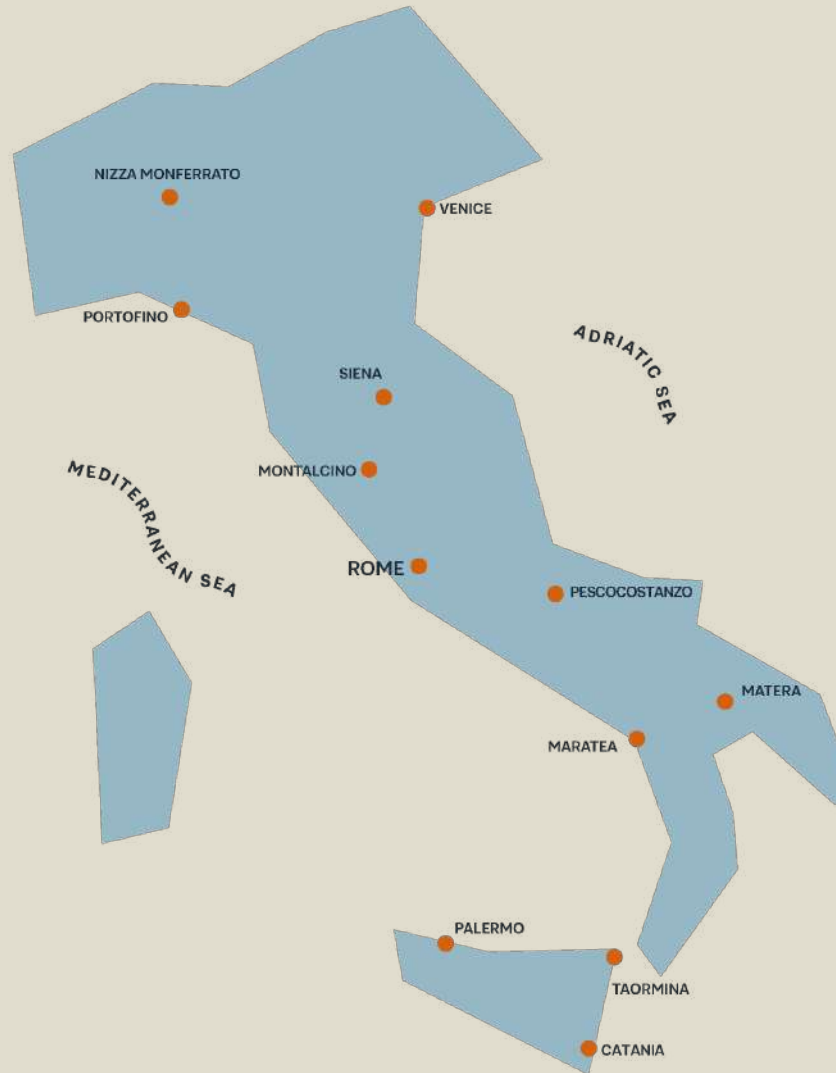 NIZZA MONFERRATO
VENICE
PORTOFINO
ADRIATIC SEA
SIENA
MONTALCINO
MEDITERRANEAN SEA
ROME
PESCOCOSTANZO
MATERA
MARATEA
PALERMO
TAORMINA
CATANIA